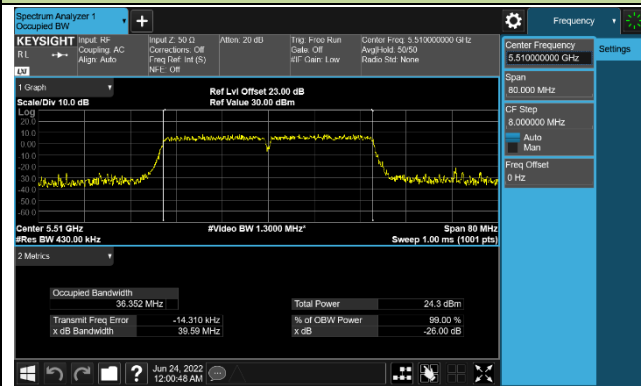 Spectrum Analyzer 1
Occupied BW
+
Frequency
KEYSIGHT
RL
LXI
Input: RF
Coupling: AC
Align: Auto
Input Z: 50 Ω
Corrections: Off
Freq Ref: Int (S)
NFE: Off
Atten: 20 dB
Trig: Free Run
Gate: Off
#IF Gain: Low
Center Freq: 5.510000000 GHz
Avg|Hold: 50/50
Radio Std: None
Center Frequency
5.510000000 GHz
Settings
Span
80.000 MHz
CF Step
8.000000 MHz
Auto
Man
Freq Offset
0 Hz
1 Graph
Scale/Div 10.0 dB
Ref Lvl Offset 23.00 dB
Ref Value 30.00 dBm
Log
20.0
10.0
0.00
-10.0
-20.0
-30.0
-40.0
-50.0
-60.0
Center 5.51 GHz
#Res BW 430.00 kHz
#Video BW 1.3000 MHz*
Span 80 MHz
Sweep 1.00 ms (1001 pts)
2 Metrics
Occupied Bandwidth
36.352 MHz
Total Power 24.3 dBm
Transmit Freq Error -14.310 kHz
% of OBW Power 99.00 %
x dB Bandwidth 39.59 MHz
x dB -26.00 dB
?
Jun 24, 2022
12:00:48 AM